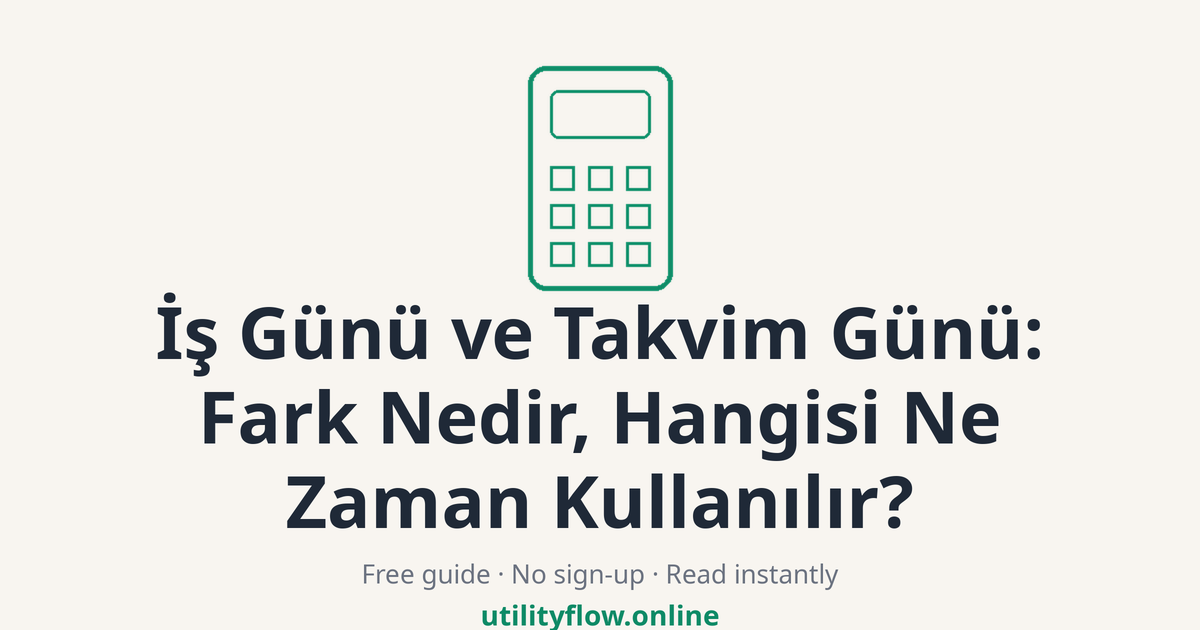 İş Günü ve Takvim Günü:
Fark Nedir, Hangisi Ne
Zaman Kullanılır?
Free guide · No sign-up · Read instantly
utilityflow.online